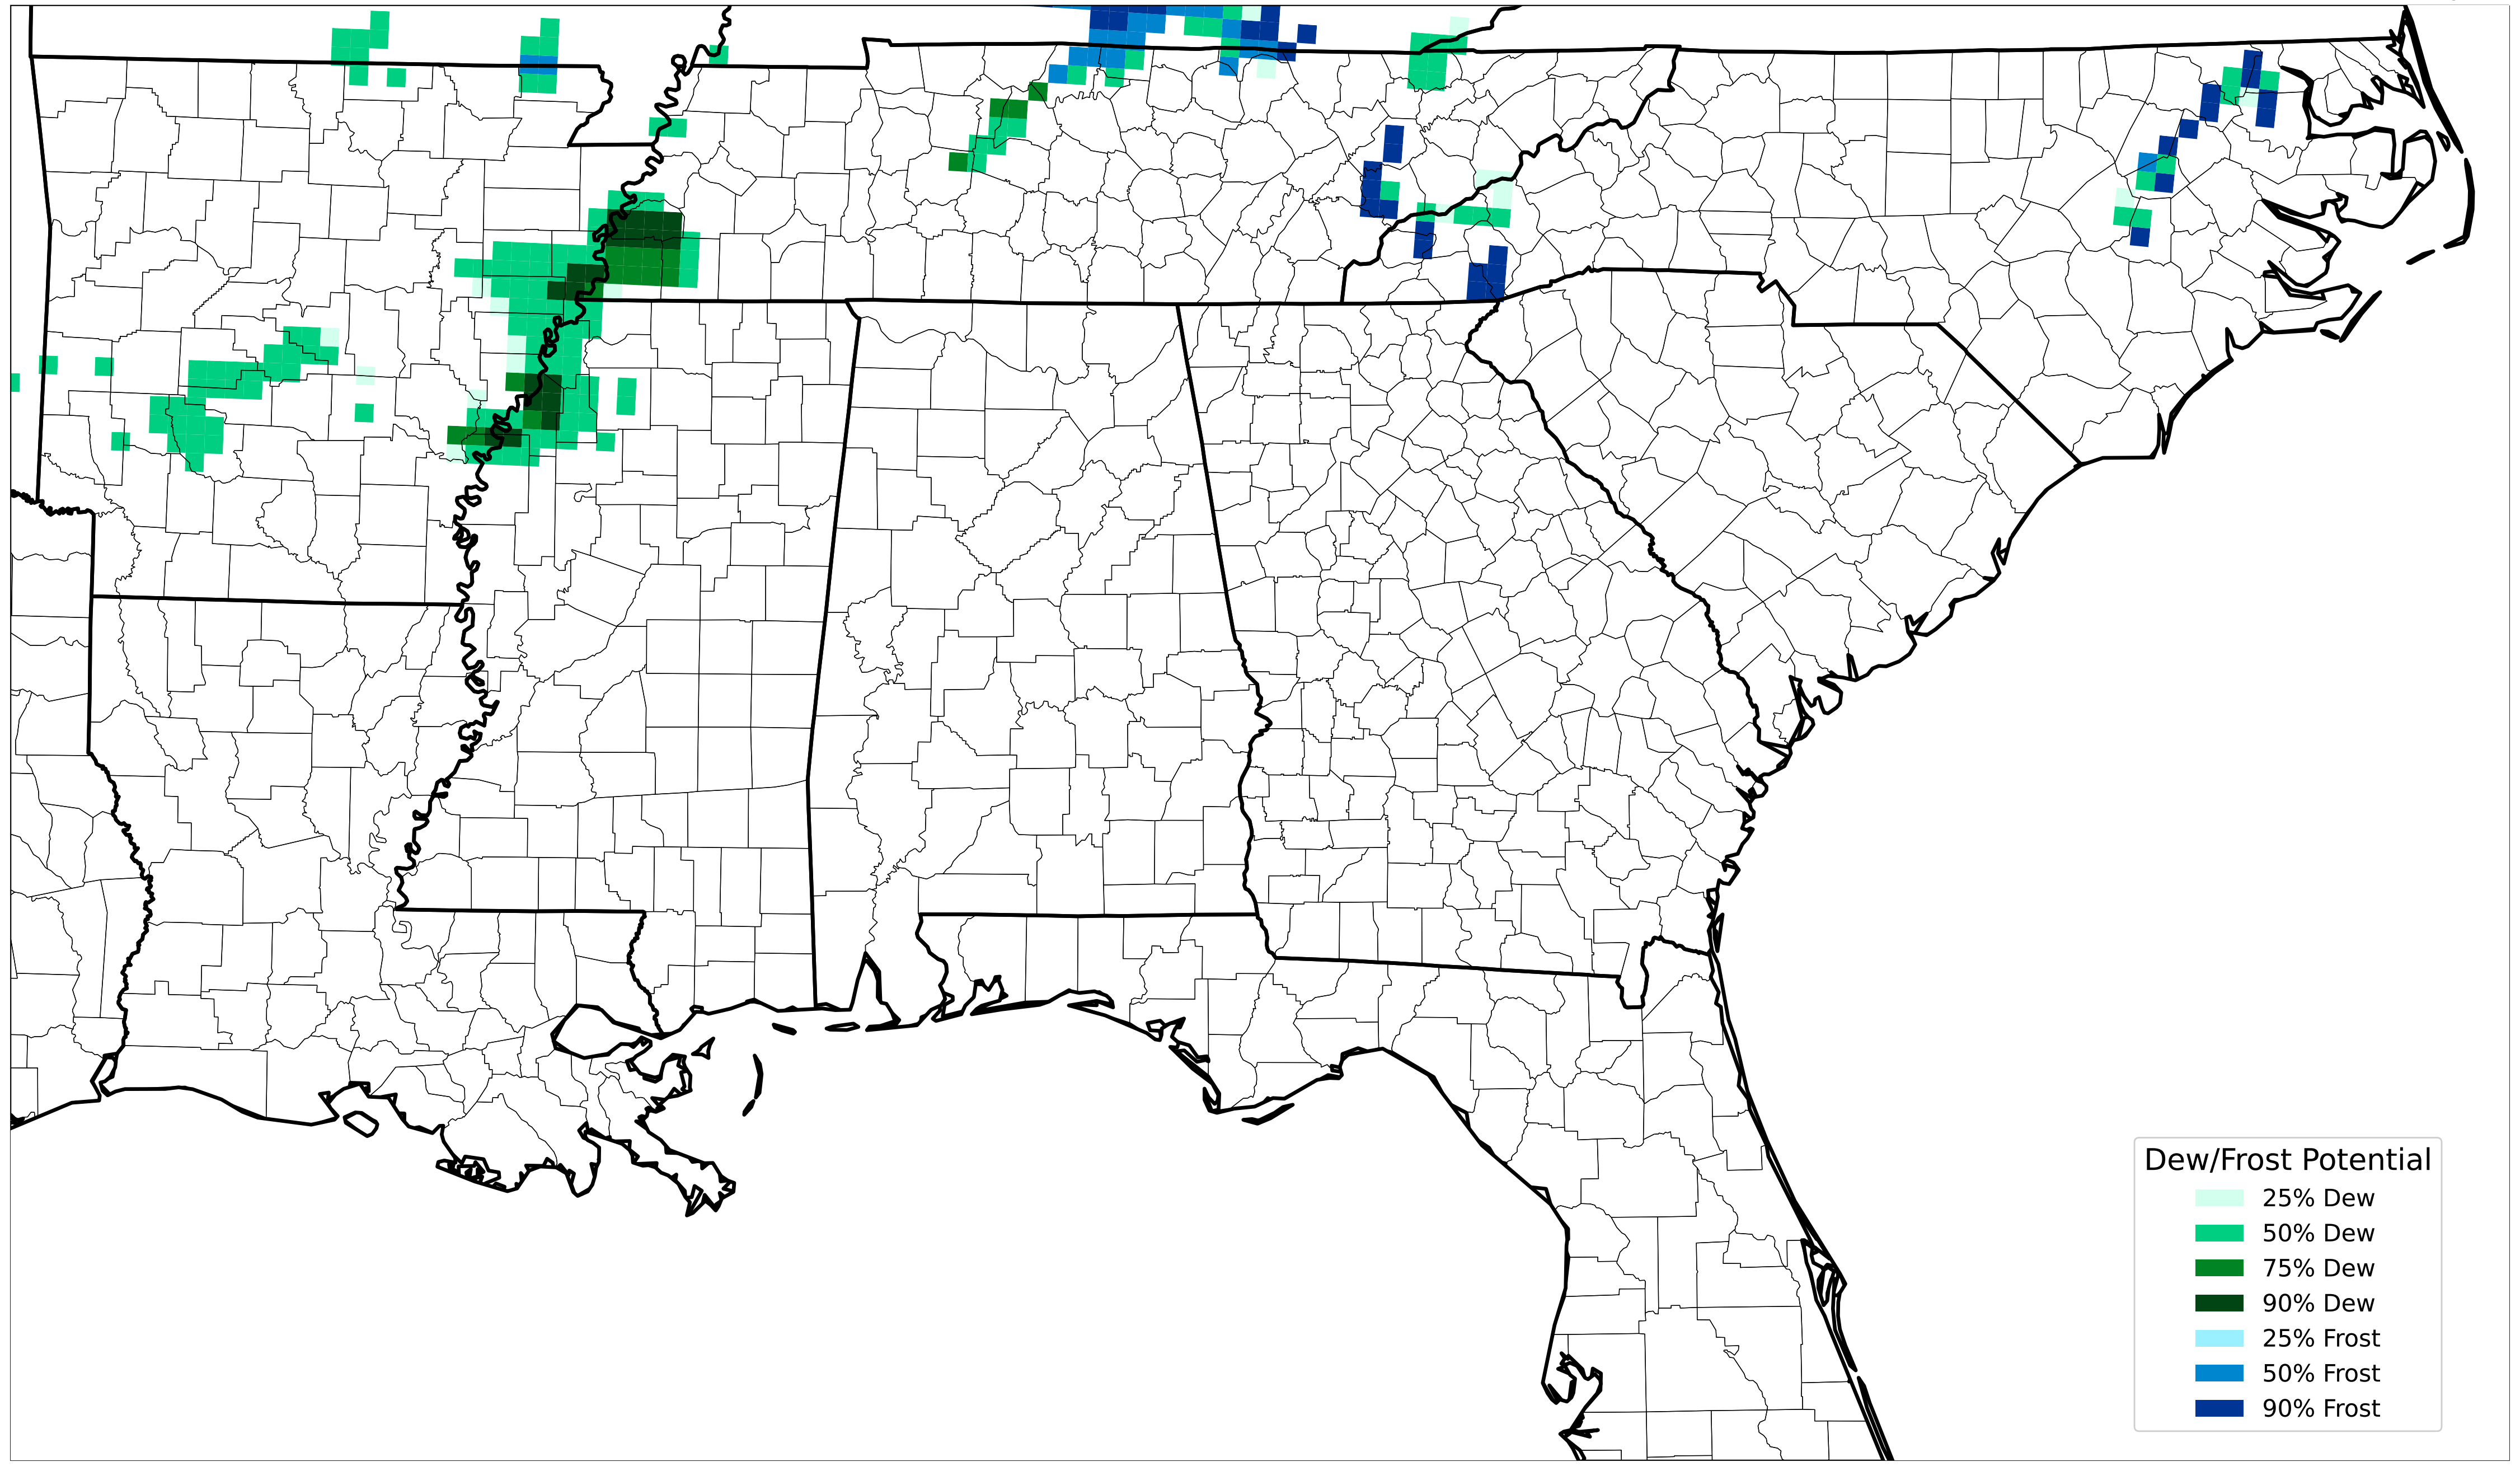 Dew/Frost Potential
25% Dew
50% Dew
75% Dew
90% Dew
25% Frost
50% Frost
90% Frost